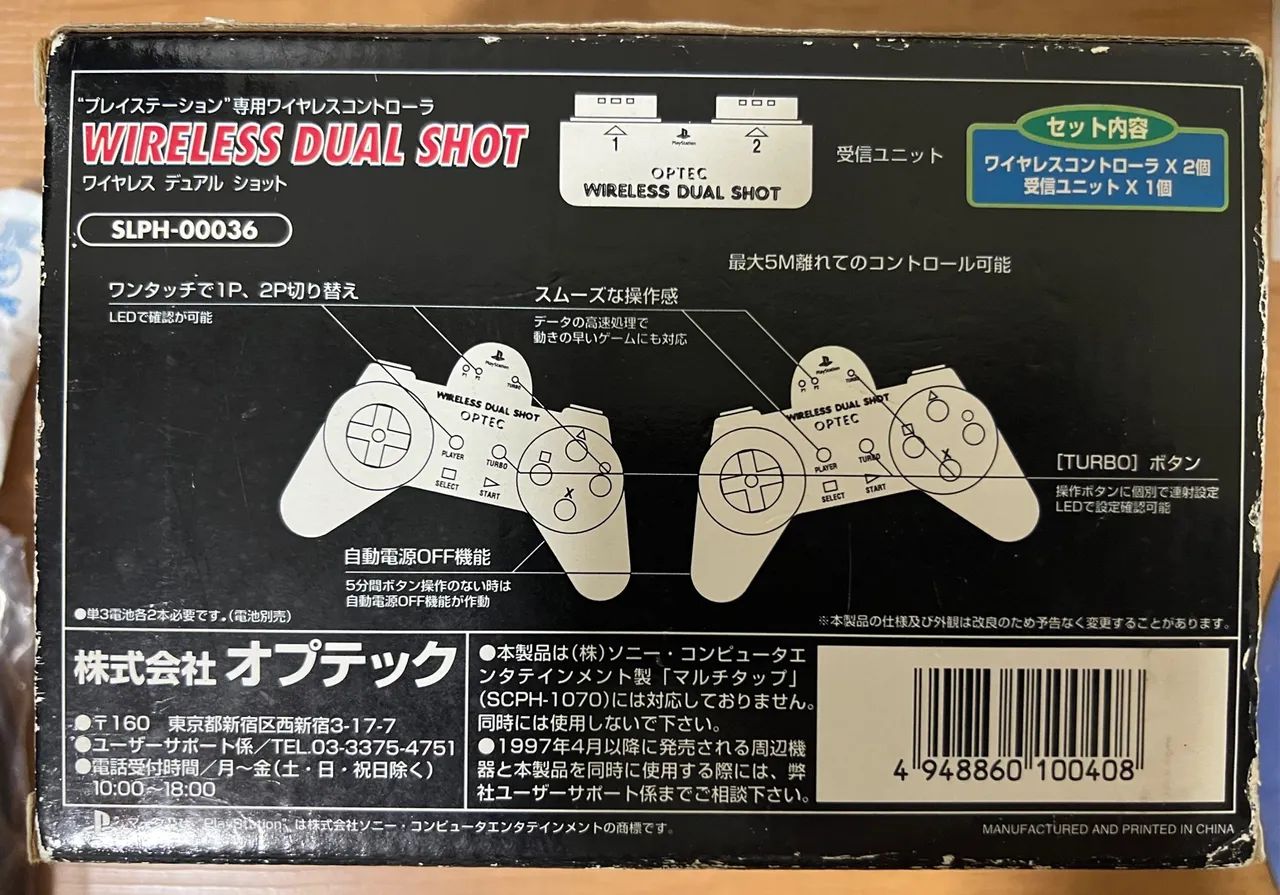 “プレイステーション”専用ワイヤレスコントローラ
WIRELESS DUAL SHOT
ワイヤレス デュアル ショット
SLPH-00036
1
PlayStation
2
OPTEC
WIRELESS DUAL SHOT
受信ユニット
セット内容
ワイヤレスコントローラ X 2個
受信ユニット X 1個
最大5M離れてのコントロール可能
ワンタッチで1P、2P切り替え
LEDで確認が可能
スムーズな操作感
データの高速処理で
動きの早いゲームにも対応
PlayStation
P1
P2
TURBO
WIRELESS DUAL SHOT
OPTEC
PLAYER
TURBO
SELECT
START
X
PlayStation
P1
P2
TURBO
WIRELESS DUAL SHOT
OPTEC
PLAYER
TURBO
SELECT
START
X
[TURBO] ボタン
操作ボタンに個別で連射設定
LEDで設定確認可能
自動電源OFF機能
5分間ボタン操作のない時は
自動電源OFF機能が作動
●単3電池各2本必要です。(電池別売)
※本製品の仕様及び外観は改良のため予告なく変更することがあります。
株式会社 オプテック
●〒160 東京都新宿区西新宿3-17-7
●ユーザーサポート係／TEL.03-3375-4751
●電話受付時間／月～金(土・日・祝日除く)
10:00～18:00
●本製品は(株)ソニー・コンピュータエ
ンタテインメント製「マルチタップ」
(SCPH-1070)には対応しておりません。
同時には使用しないで下さい。
●1997年4月以降に発売される周辺機
器と本製品を同時に使用する際には、弊
社ユーザーサポート係までご相談下さい。
4 948860 100408
PlayStation" は株式会社ソニー・コンピュータエンタテインメントの商標です。
MANUFACTURED AND PRINTED IN CHINA